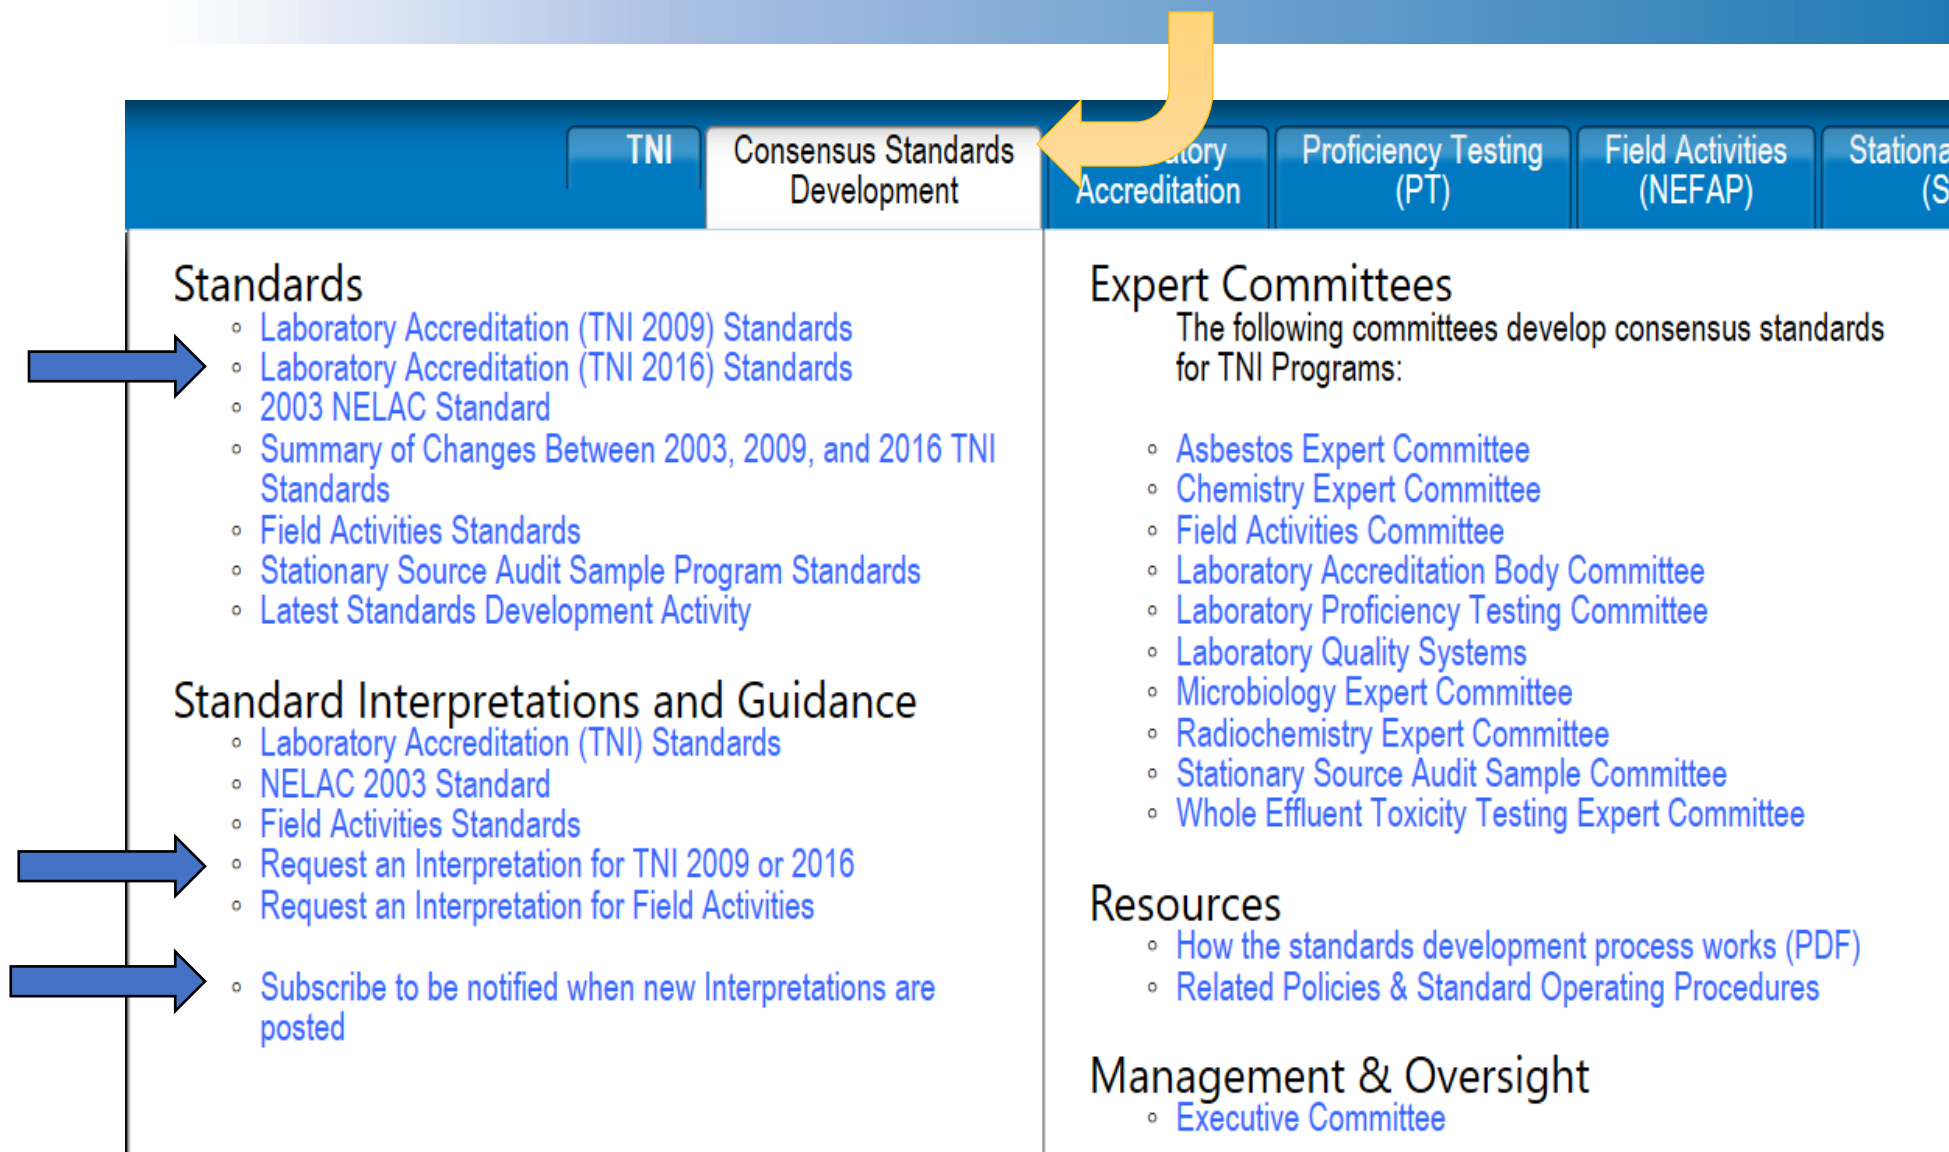 TNI
Consensus Standards
Development
Accreditation
Proficiency Testing
(PT)
Field Activities
(NEFAP)
Standards
◦ Laboratory Accreditation (TNI 2009) Standards
◦ Laboratory Accreditation (TNI 2016) Standards
◦ 2003 NELAC Standard
◦ Summary of Changes Between 2003, 2009, and 2016 TNI
Standards
◦ Field Activities Standards
◦ Stationary Source Audit Sample Program Standards
◦ Latest Standards Development Activity
Standard Interpretations and Guidance
◦ Laboratory Accreditation (TNI) Standards
◦ NELAC 2003 Standard
◦ Field Activities Standards
◦ Request an Interpretation for TNI 2009 or 2016
◦ Request an Interpretation for Field Activities
◦ Subscribe to be notified when new Interpretations are
posted
Expert Committees
The following committees develop consensus standards
for TNI Programs:
◦ Asbestos Expert Committee
◦ Chemistry Expert Committee
◦ Field Activities Committee
◦ Laboratory Accreditation Body Committee
◦ Laboratory Proficiency Testing Committee
◦ Laboratory Quality Systems
◦ Microbiology Expert Committee
◦ Radiochemistry Expert Committee
◦ Stationary Source Audit Sample Committee
◦ Whole Effluent Toxicity Testing Expert Committee
Resources
◦ How the standards development process works (PDF)
◦ Related Policies & Standard Operating Procedures
Management & Oversight
◦ Executive Committee